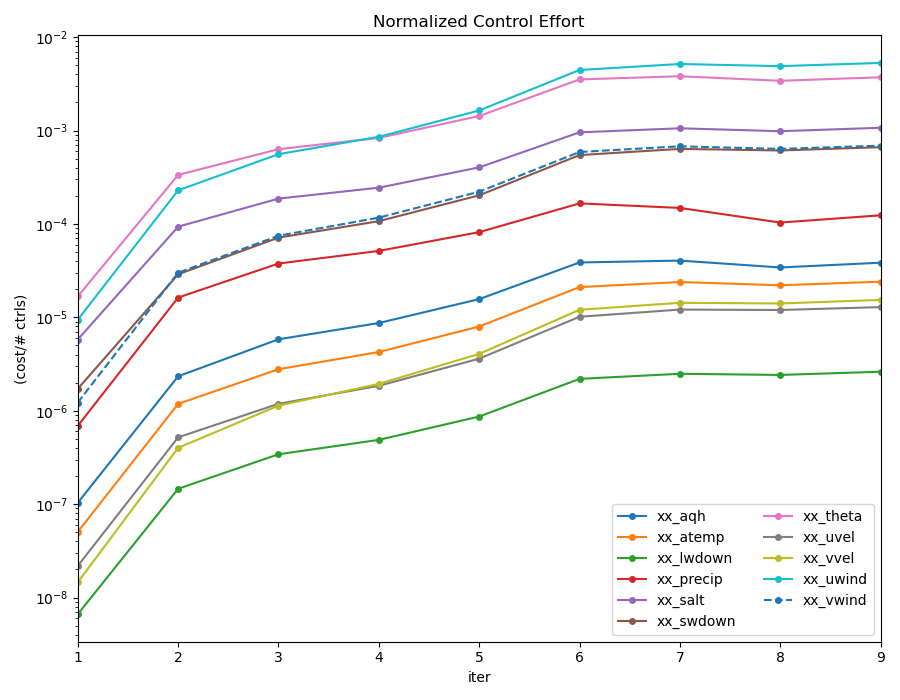 Normalized Control Effort
(cost/# ctrls)
10⁻²
10⁻³
10⁻⁴
10⁻⁵
10⁻⁶
10⁻⁷
10⁻⁸
1 2 3 4 5 6 7 8 9
iter
xx_aqh
xx_atemp
xx_lwdown
xx_precip
xx_salt
xx_swdown
xx_theta
xx_uvel
xx_vvel
xx_uwind
xx_vwind